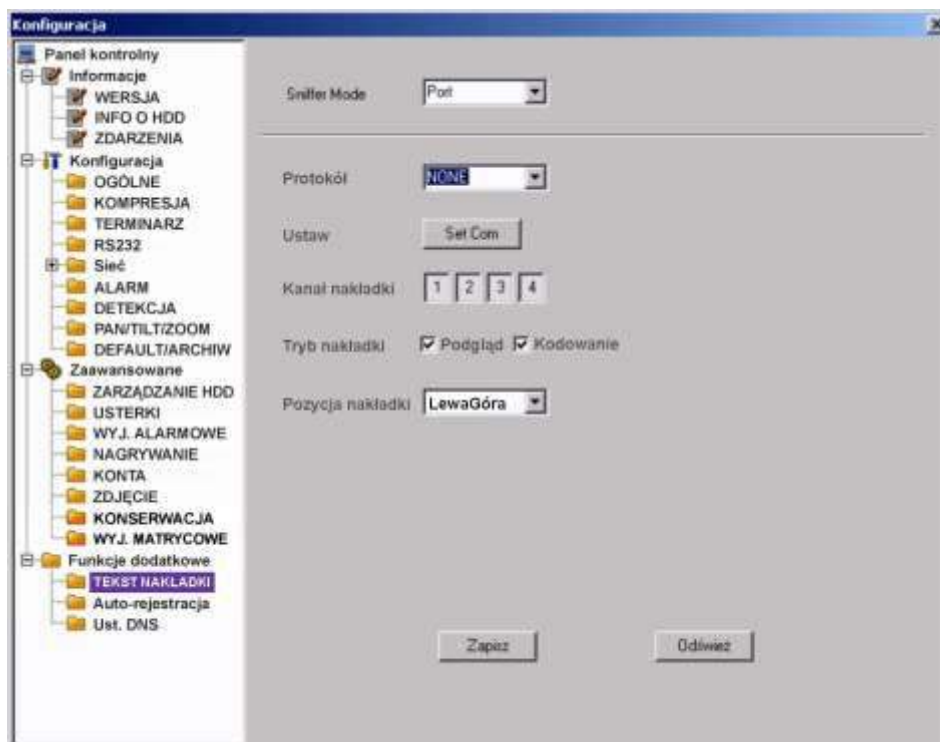 Konfiguracja
Panel kontrolny
Informacje
WERSJA
INFO O HDD
ZDARZENIA
Konfiguracja
OGÓLNE
KOMPRESJA
TERMINARZ
RS232
Sieć
ALARM
DETEKCJA
PAN/TILT/ZOOM
DEFAULT/ARCHIW
Zaawansowane
ZARZĄDZANIE HDD
USTERKI
WYJ. ALARMOWE
NAGRYWANIE
KONTA
ZDJĘCIE
KONSERWACJA
WYJ. MATRYCOWE
Funkcje dodatkowe
TEKST NAKLADKI
Auto-rejestracja
Ust. DNS
Sniffer Mode Port
Protokół NONE
Ustaw Set Com
Kanał nakładki 1 2 3 4
Tryb nakładki Podgląd Kodowanie
Pozycja nakładki LewaGóra
Zapisz Odśwież